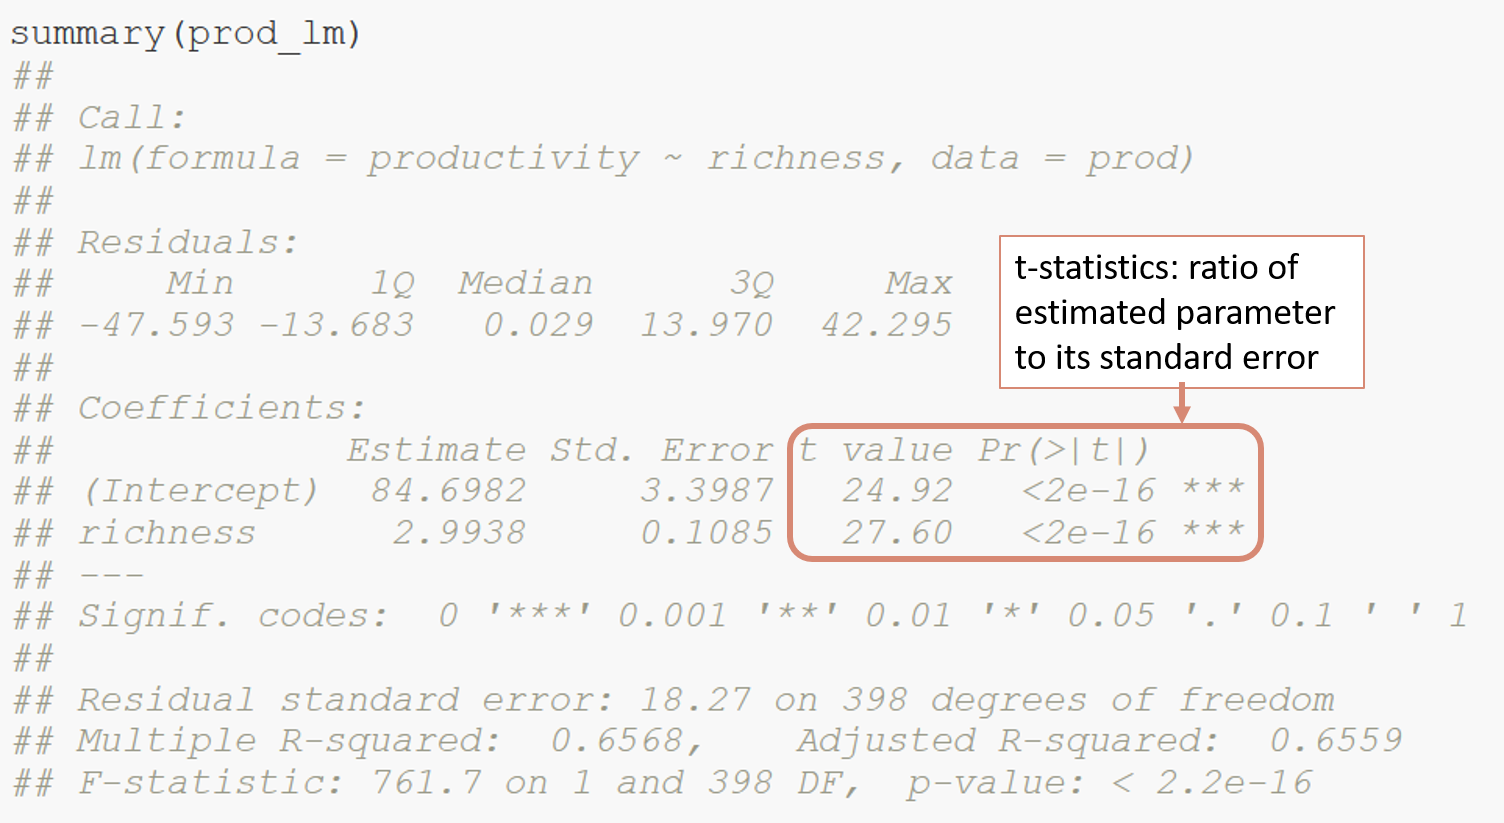 summary(prod_lm)
##
## Call:
## lm(formula = productivity ~ richness, data = prod)
##
## Residuals:
##     Min      1Q  Median      3Q     Max
## -47.593 -13.683   0.029  13.970  42.295
##
## Coefficients:
##             Estimate Std. Error t value Pr(>|t|)
## (Intercept)  84.6982     3.3987   24.92   <2e-16 ***
## richness      2.9938     0.1085   27.60   <2e-16 ***
## ---
## Signif. codes:  0 '***' 0.001 '**' 0.01 '*' 0.05 '.' 0.1 ' ' 1
##
## Residual standard error: 18.27 on 398 degrees of freedom
## Multiple R-squared:  0.6568,    Adjusted R-squared:  0.6559
## F-statistic: 761.7 on 1 and 398 DF,  p-value: < 2.2e-16
t-statistics: ratio of
estimated parameter
to its standard error